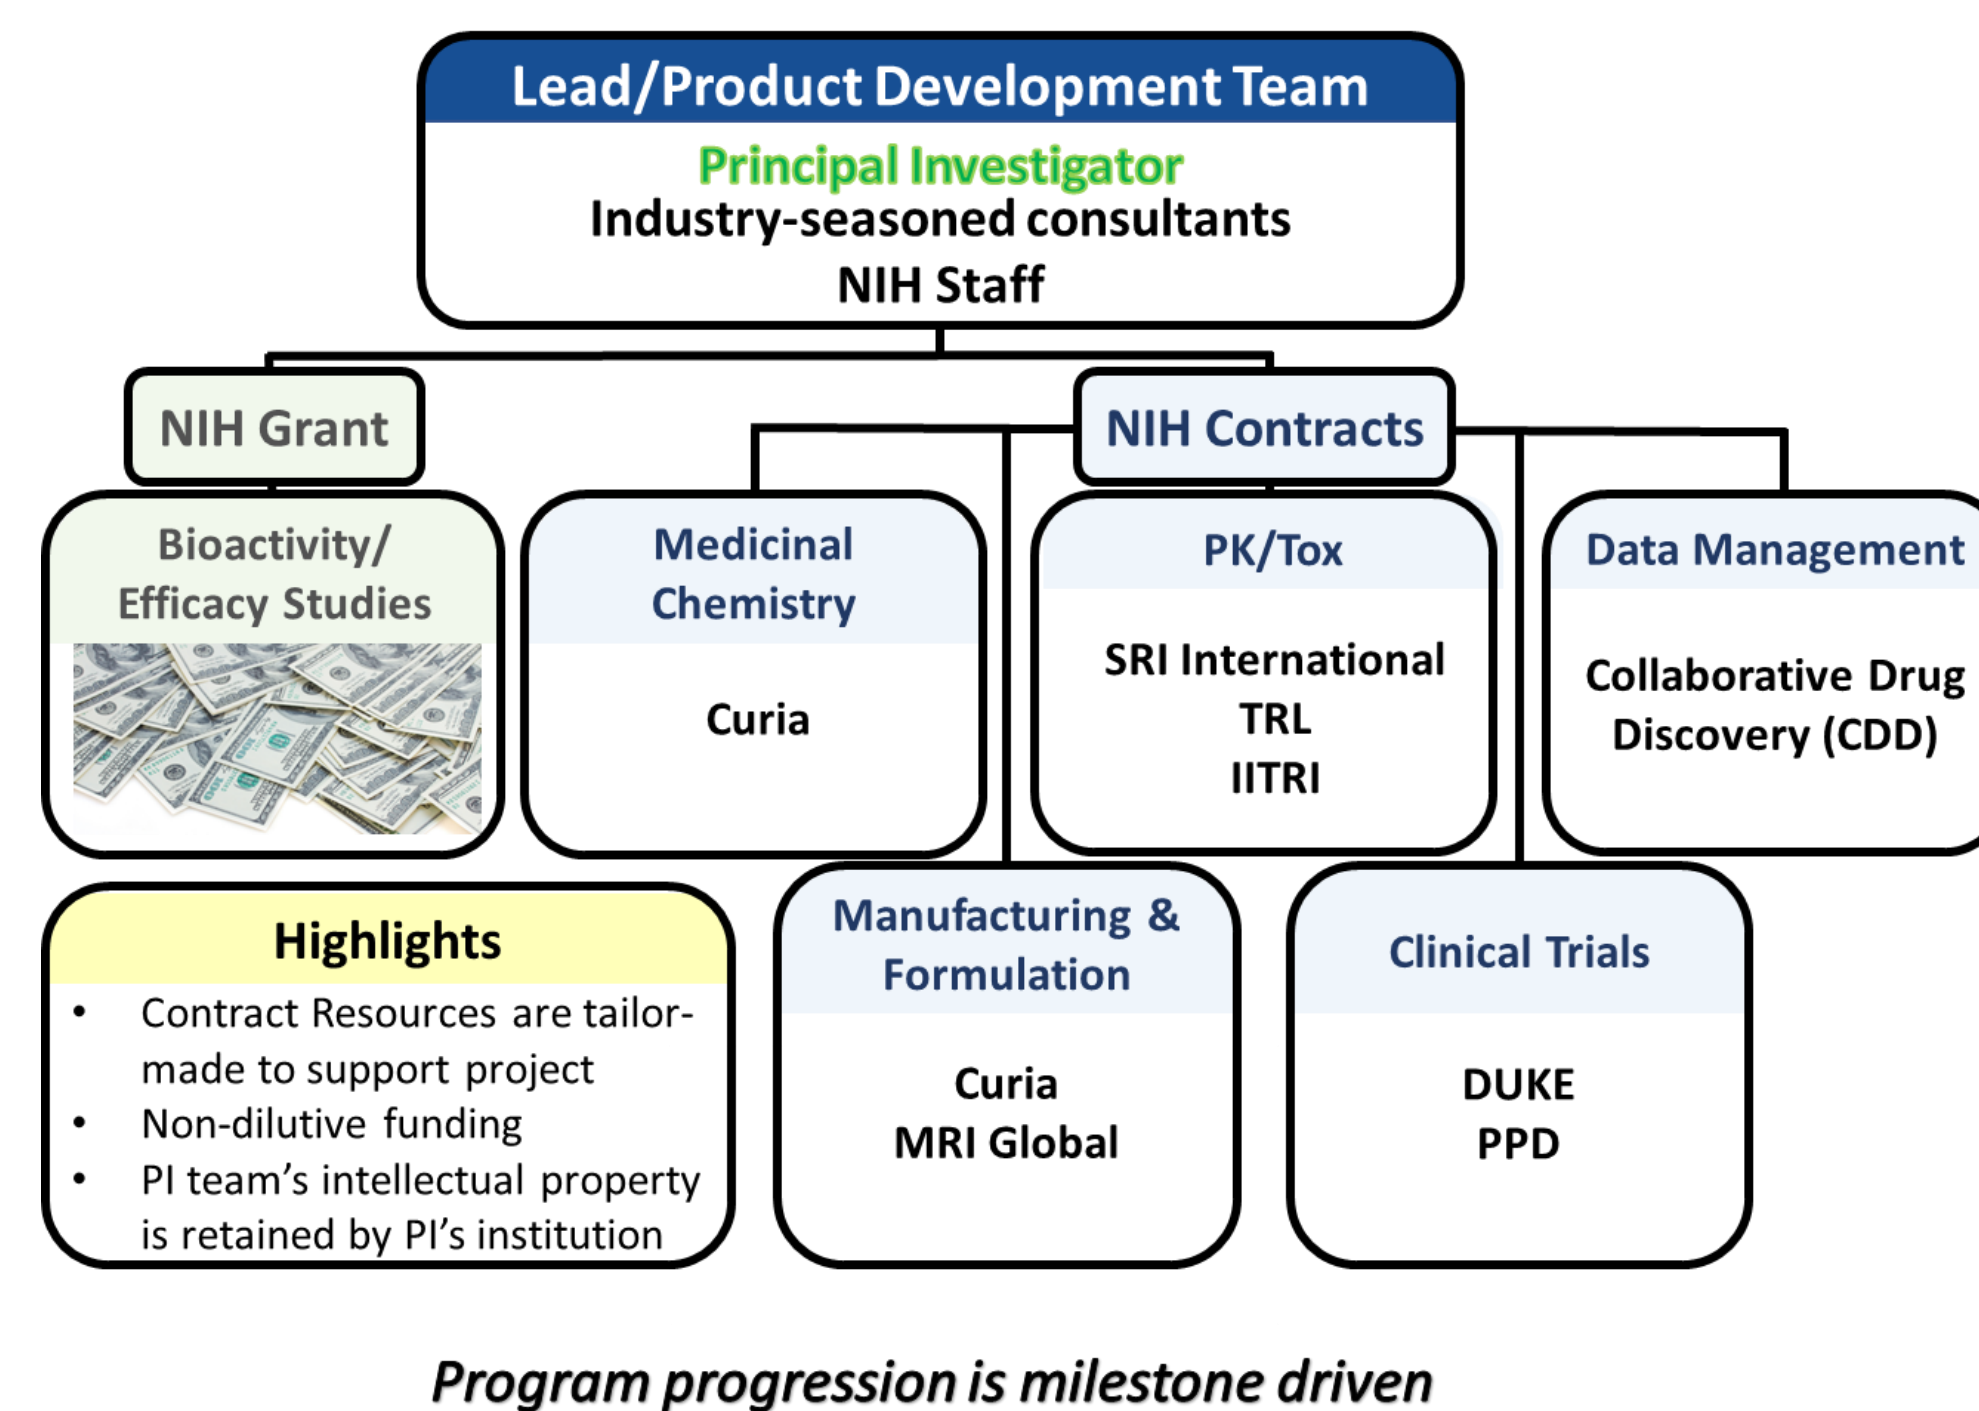 Lead/Product Development Team
Principal Investigator
Industry-seasoned consultants
NIH Staff
NIH Grant
NIH Contracts
Bioactivity/
Efficacy Studies
Medicinal
Chemistry
Curia
PK/Tox
SRI International
TRL
IITRI
Data Management
Collaborative Drug
Discovery (CDD)
Highlights
• Contract Resources are tailor-
made to support project
• Non-dilutive funding
• PI team’s intellectual property
is retained by PI’s institution
Manufacturing &
Formulation
Curia
MRI Global
Clinical Trials
DUKE
PPD
Program progression is milestone driven